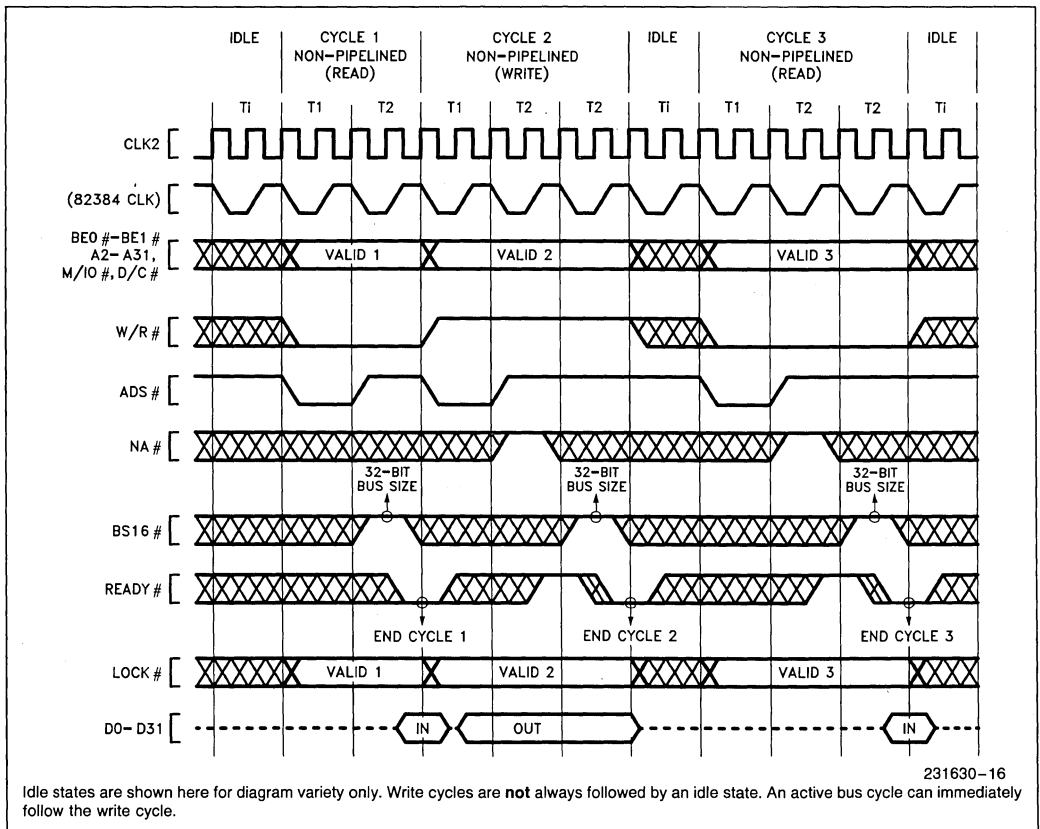 IDLE CYCLE 1 CYCLE 2 IDLE CYCLE 3 IDLE
NON-PIPELINED NON-PIPELINED NON-PIPELINED
(READ) (WRITE) (READ)
Ti T1 T2 T1 T2 T2 Ti T1 T2 T2 Ti
CLK2
(82384 CLK)
BE0 #-BE1 #
A2-A31,
M/IO #, D/C #
VALID 1 VALID 2 VALID 3
W/R #
ADS #
NA #
32-BIT 32-BIT 32-BIT
BUS SIZE BUS SIZE BUS SIZE
BS16 #
READY #
END CYCLE 1 END CYCLE 2 END CYCLE 3
LOCK # VALID 1 VALID 2 VALID 3
D0-D31 IN OUT IN
231630-16
Idle states are shown here for diagram variety only. Write cycles are not always followed by an idle state. An active bus cycle can immediately
follow the write cycle.